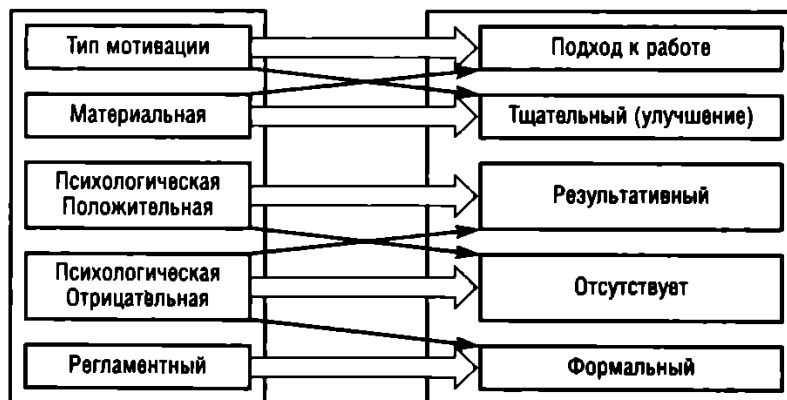 Тип мотивации
Подход к работе
Материальная
Тщательный (улучшение)
Психологическая
Положительная
Результативный
Психологическая
Отрицательная
Отсутствует
Регламентный
Формальный